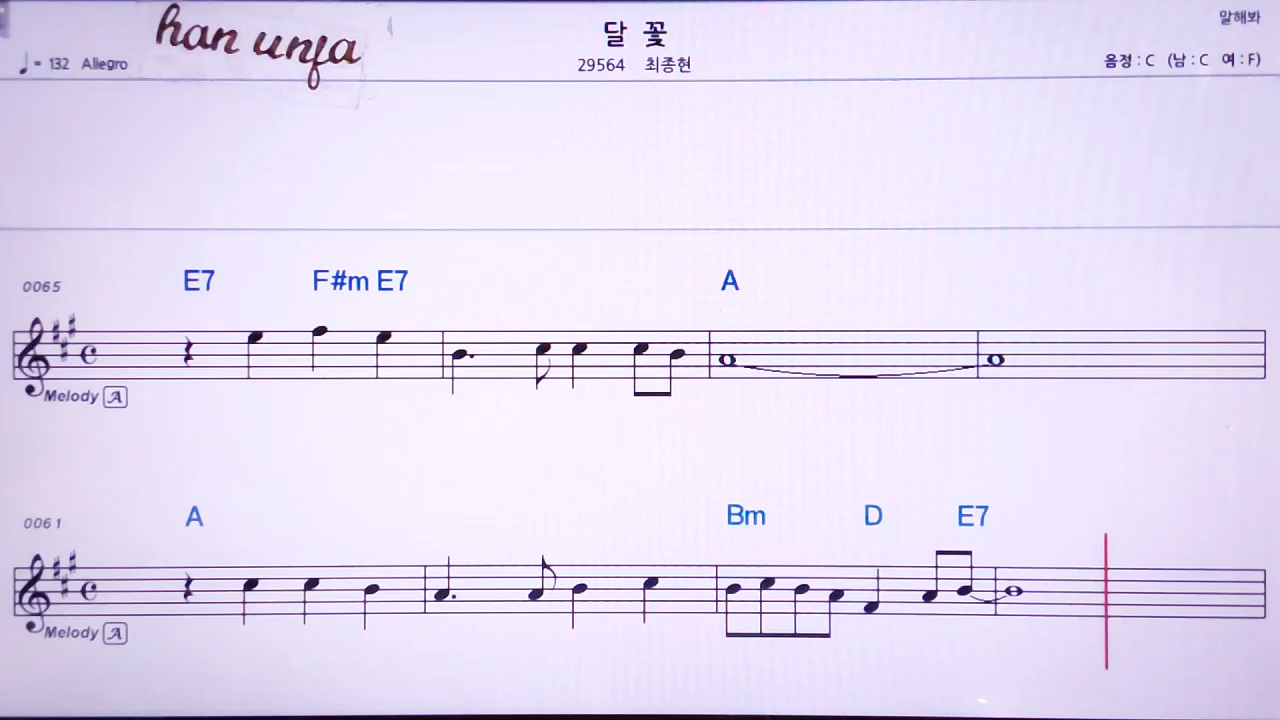 han unfa
달 꽃
말해봐
♩= 132 Allegro
29564 최종현
음정 : C (남 : C 여 : F)
0065
E7 F#m E7 A
Melody A
0061
A Bm D E7
Melody A